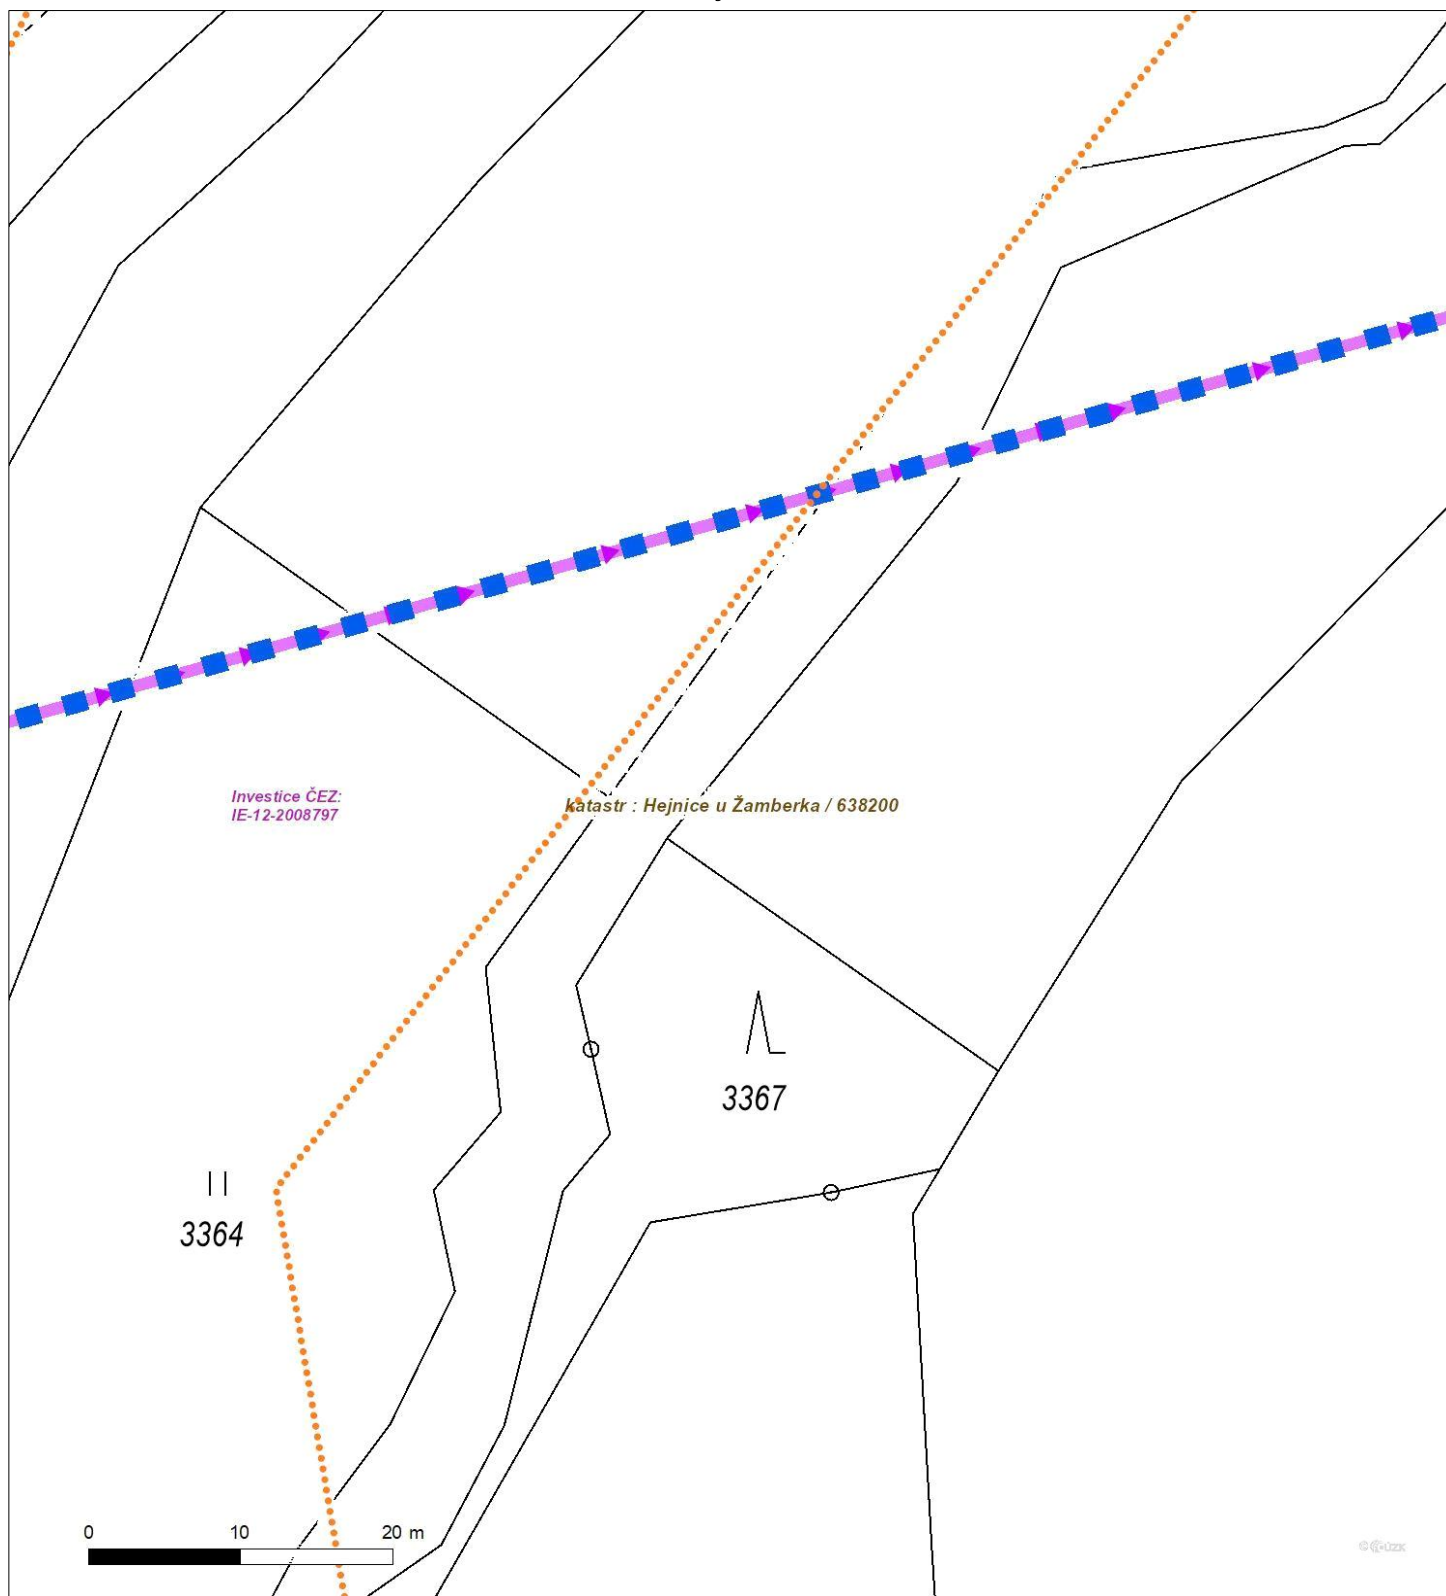 Investice ČEZ:
IE-12-2008797
katastr : Hejnice u Žamberka / 638200
3367
3364
0 10 20 m